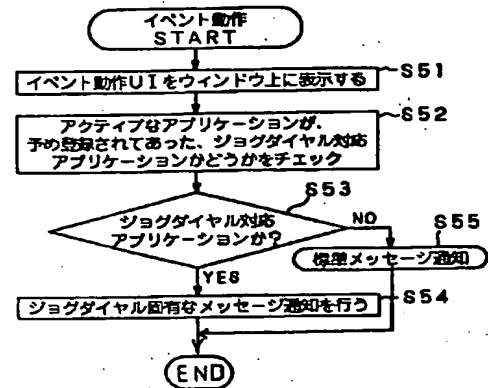 イベント動作
START
イベント動作UIをウィンドウ上に表示する
S51
アクティブなアプリケーションが、
予め登録されてあった、ジョグダイヤル対応
アプリケーションかどうかをチェック
S52
ジョグダイヤル対応
アプリケーションか?
S53
NO
YES
標準メッセージ通知
S55
ジョグダイヤル固有なメッセージ通知を行う
S54
END